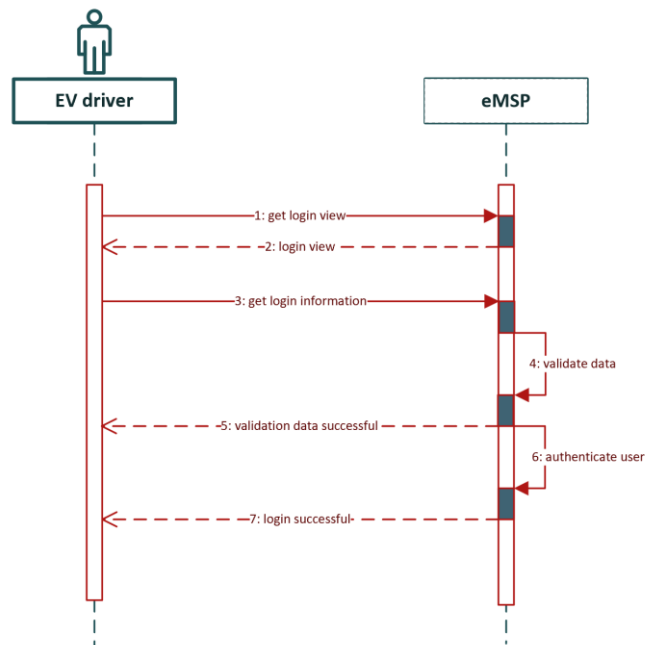 EV driver
eMSP
1: get login view
2: login view
3: get login information
4: validate data
5: validation data successful
6: authenticate user
7: login successful